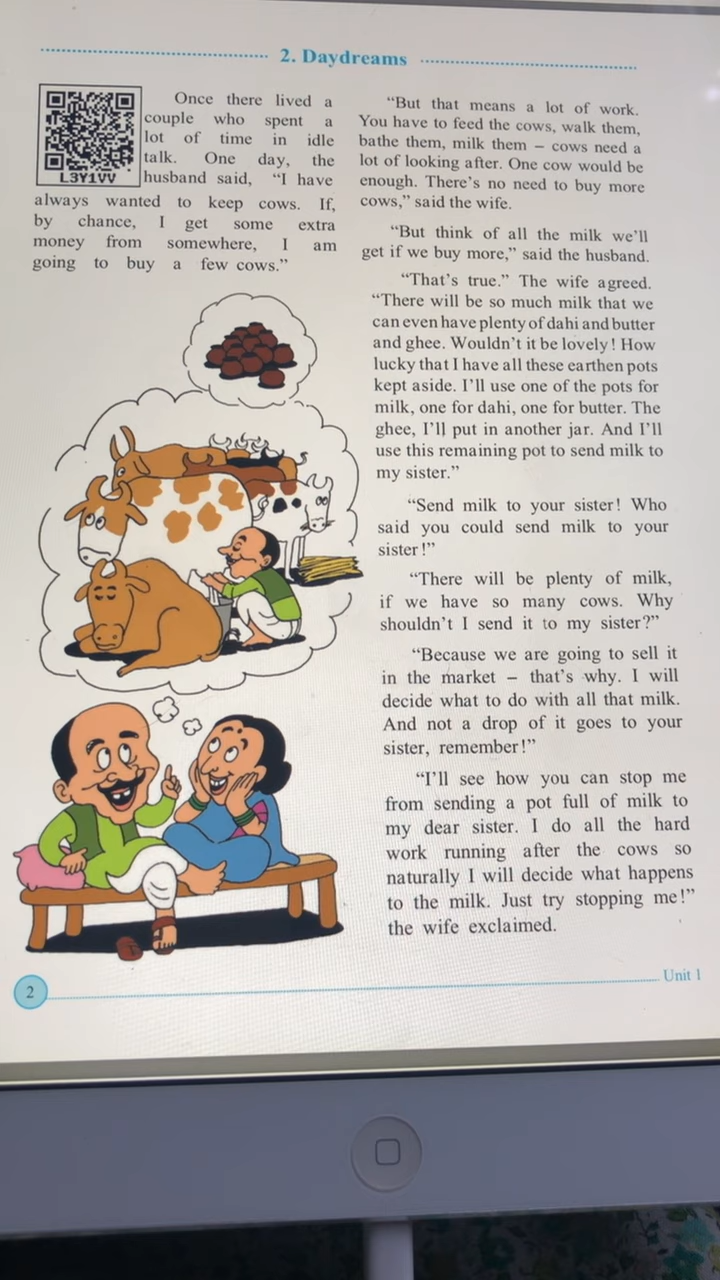 2. Daydreams
L3Y1VV
Once there lived a
couple who spent a
lot of time in idle
talk. One day, the
husband said, “I have
always wanted to keep cows. If,
by chance, I get some extra
money from somewhere, I am
going to buy a few cows.”
“But that means a lot of work.
You have to feed the cows, walk them,
bathe them, milk them – cows need a
lot of looking after. One cow would be
enough. There’s no need to buy more
cows,” said the wife.
“But think of all the milk we’ll
get if we buy more,” said the husband.
“That’s true.” The wife agreed.
“There will be so much milk that we
can even have plenty of dahi and butter
and ghee. Wouldn’t it be lovely! How
lucky that I have all these earthen pots
kept aside. I’ll use one of the pots for
milk, one for dahi, one for butter. The
ghee, I’ll put in another jar. And I’ll
use this remaining pot to send milk to
my sister.”
“Send milk to your sister! Who
said you could send milk to your
sister!”
“There will be plenty of milk,
if we have so many cows. Why
shouldn’t I send it to my sister?”
“Because we are going to sell it
in the market – that’s why. I will
decide what to do with all that milk.
And not a drop of it goes to your
sister, remember!”
“I’ll see how you can stop me
from sending a pot full of milk to
my dear sister. I do all the hard
work running after the cows so
naturally I will decide what happens
to the milk. Just try stopping me!”
the wife exclaimed.
2
Unit 1